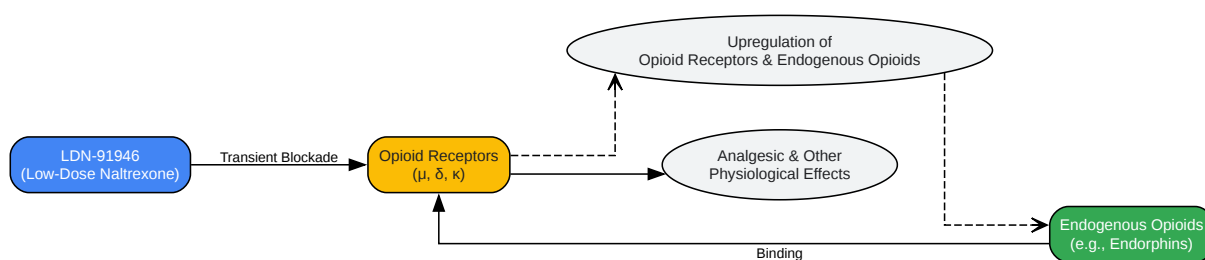 Upregulation of
Opioid Receptors & Endogenous Opioids
LDN-91946
(Low-Dose Naltrexone)
Transient Blockade
Opioid Receptors
(μ, δ, κ)
Analgesic & Other
Physiological Effects
Endogenous Opioids
(e.g., Endorphins)
Binding